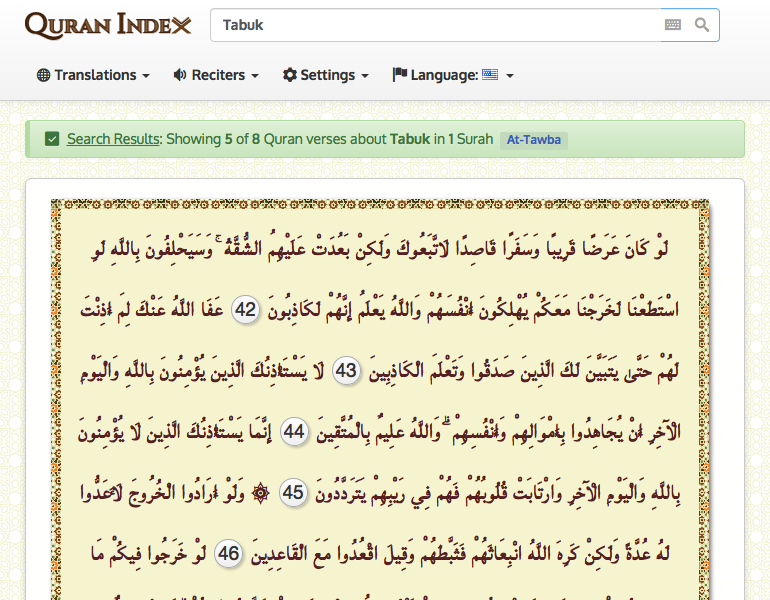 QURAN INDEX
Tabuk
Translations Reciters Settings Language:
Search Results: Showing 5 of 8 Quran verses about Tabuk in 1 Surah At-Tawba
لَوْ كَانَ عَرَضًا قَرِيبًا وَسَفَرًا قَاصِدًا لَاتَّبَعُوكَ وَلَكِنْ بَعُدَتْ عَلَيْهِمُ الشُّقَّةُ ۚ وَسَيَحْلِفُونَ بِاللَّهِ لَوِ
اسْتَطَعْنَا لَخَرَجْنَا مَعَكُمْ يُهْلِكُونَ أَنْفُسَهُمْ وَاللَّهُ يَعْلَمُ إِنَّهُمْ لَكَاذِبُونَ 42 عَفَا اللَّهُ عَنْكَ لِمَ أَذِنْتَ
لَهُمْ حَتَّىٰ يَتَبَيَّنَ لَكَ الَّذِينَ صَدَقُوا وَتَعْلَمَ الْكَاذِبِينَ 43 لَا يَسْتَأْذِنُكَ الَّذِينَ يُؤْمِنُونَ بِاللَّهِ وَالْيَوْمِ
الْآخِرِ أَنْ يُجَاهِدُوا بِأَمْوَالِهِمْ وَأَنْفُسِهِمْ ۗ وَاللَّهُ عَلِيمٌ بِالْمُتَّقِينَ 44 إِنَّمَا يَسْتَأْذِنُكَ الَّذِينَ لَا يُؤْمِنُونَ
بِاللَّهِ وَالْيَوْمِ الْآخِرِ وَارْتَابَتْ قُلُوبُهُمْ فَهُمْ فِي رَيْبِهِمْ يَتَرَدَّدُونَ 45 ۞ وَلَوْ أَرَادُوا الْخُرُوجَ لَأَعَدُّوا
لَهُ عُدَّةً وَلَكِنْ كَرِهَ اللَّهُ انْبِعَاثَهُمْ فَثَبَّطَهُمْ وَقِيلَ اقْعُدُوا مَعَ الْقَاعِدِينَ 46 لَوْ خَرَجُوا فِيكُمْ مَا